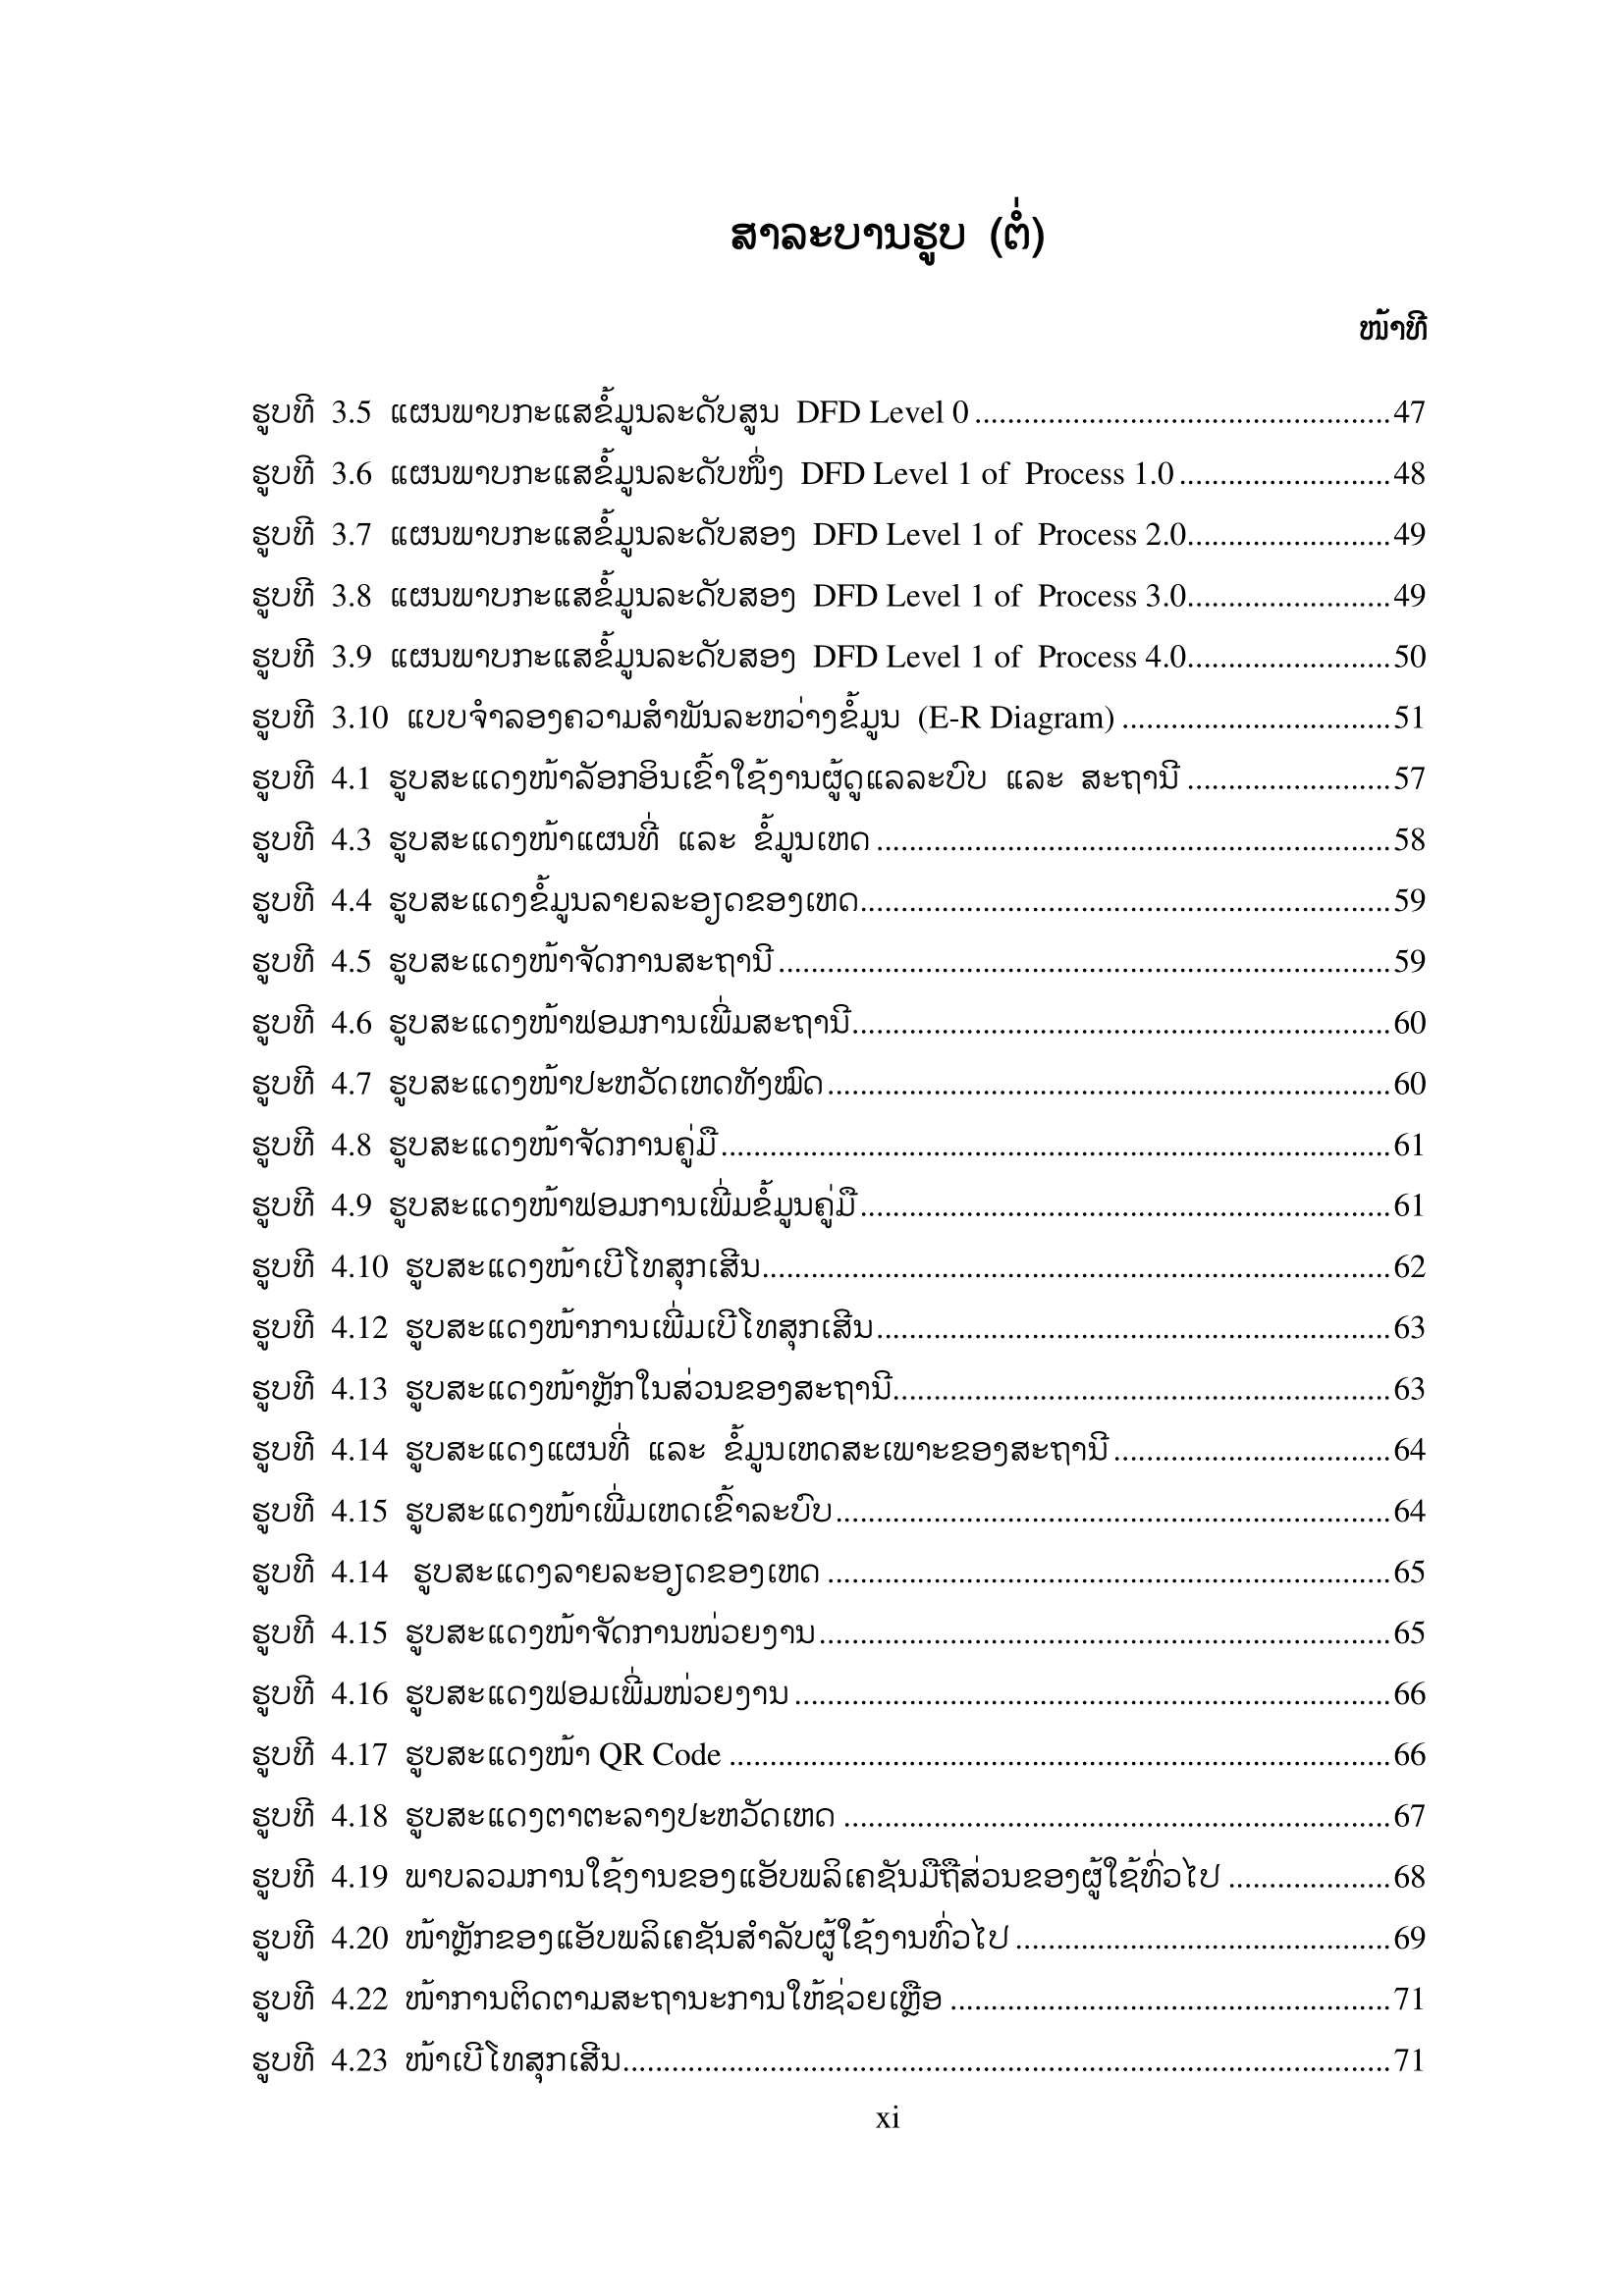 ສາລະບານຮູບ (ຕໍ່)
ໜ້າທີ
ຮູບທີ 3.5 ແຜນພາບກະແສຂໍ້ມູນລະດັບສູນ DFD Level 0 ................................................... 47
ຮູບທີ 3.6 ແຜນພາບກະແສຂໍ້ມູນລະດັບໜຶ່ງ DFD Level 1 of Process 1.0 .......................... 48
ຮູບທີ 3.7 ແຜນພາບກະແສຂໍ້ມູນລະດັບສອງ DFD Level 1 of Process 2.0......................... 49
ຮູບທີ 3.8 ແຜນພາບກະແສຂໍ້ມູນລະດັບສອງ DFD Level 1 of Process 3.0......................... 49
ຮູບທີ 3.9 ແຜນພາບກະແສຂໍ້ມູນລະດັບສອງ DFD Level 1 of Process 4.0......................... 50
ຮູບທີ 3.10 ແບບຈຳລອງຄວາມສຳພັນລະຫວ່າງຂໍ້ມູນ (E-R Diagram) ................................. 51
ຮູບທີ 4.1 ຮູບສະແດງໜ້າລັອກອິນເຂົ້າໃຊ້ງານຜູ້ດູແລລະບົບ ແລະ ສະຖານີ ......................... 57
ຮູບທີ 4.3 ຮູບສະແດງໜ້າແຜນທີ່ ແລະ ຂໍ້ມູນເຫດ ............................................................... 58
ຮູບທີ 4.4 ຮູບສະແດງຂໍ້ມູນລາຍລະອຽດຂອງເຫດ................................................................. 59
ຮູບທີ 4.5 ຮູບສະແດງໜ້າຈັດການສະຖານີ ........................................................................... 59
ຮູບທີ 4.6 ຮູບສະແດງໜ້າຟອມການເພີ່ມສະຖານີ.................................................................. 60
ຮູບທີ 4.7 ຮູບສະແດງໜ້າປະຫວັດເຫດທັງໝົດ ..................................................................... 60
ຮູບທີ 4.8 ຮູບສະແດງໜ້າຈັດການຄູ່ມື .................................................................................. 61
ຮູບທີ 4.9 ຮູບສະແດງໜ້າຟອມການເພີ່ມຂໍ້ມູນຄູ່ມື ................................................................. 61
ຮູບທີ 4.10 ຮູບສະແດງໜ້າເບີໂທສຸກເສີນ............................................................................. 62
ຮູບທີ 4.12 ຮູບສະແດງໜ້າການເພີ່ມເບີໂທສຸກເສີນ............................................................... 63
ຮູບທີ 4.13 ຮູບສະແດງໜ້າຫຼັກໃນສ່ວນຂອງສະຖານີ............................................................. 63
ຮູບທີ 4.14 ຮູບສະແດງແຜນທີ່ ແລະ ຂໍ້ມູນເຫດສະເພາະຂອງສະຖານີ .................................. 64
ຮູບທີ 4.15 ຮູບສະແດງໜ້າເພີ່ມເຫດເຂົ້າລະບົບ .................................................................... 64
ຮູບທີ 4.14 ຮູບສະແດງລາຍລະອຽດຂອງເຫດ ..................................................................... 65
ຮູບທີ 4.15 ຮູບສະແດງໜ້າຈັດການໜ່ວຍງານ ...................................................................... 65
ຮູບທີ 4.16 ຮູບສະແດງຟອມເພີ່ມໜ່ວຍງານ ......................................................................... 66
ຮູບທີ 4.17 ຮູບສະແດງໜ້າ QR Code ................................................................................. 66
ຮູບທີ 4.18 ຮູບສະແດງຕາຕະລາງປະຫວັດເຫດ ................................................................... 67
ຮູບທີ 4.19 ພາບລວມການໃຊ້ງານຂອງແອັບພລິເຄຊັນມືຖືສ່ວນຂອງຜູ້ໃຊ້ທົ່ວໄປ .................... 68
ຮູບທີ 4.20 ໜ້າຫຼັກຂອງແອັບພລິເຄຊັນສຳລັບຜູ້ໃຊ້ງານທົ່ວໄປ .............................................. 69
ຮູບທີ 4.22 ໜ້າການຕິດຕາມສະຖານະການໃຫ້ຊ່ວຍເຫຼືອ ...................................................... 71
ຮູບທີ 4.23 ໜ້າເບີໂທສຸກເສີນ.............................................................................................. 71
xi